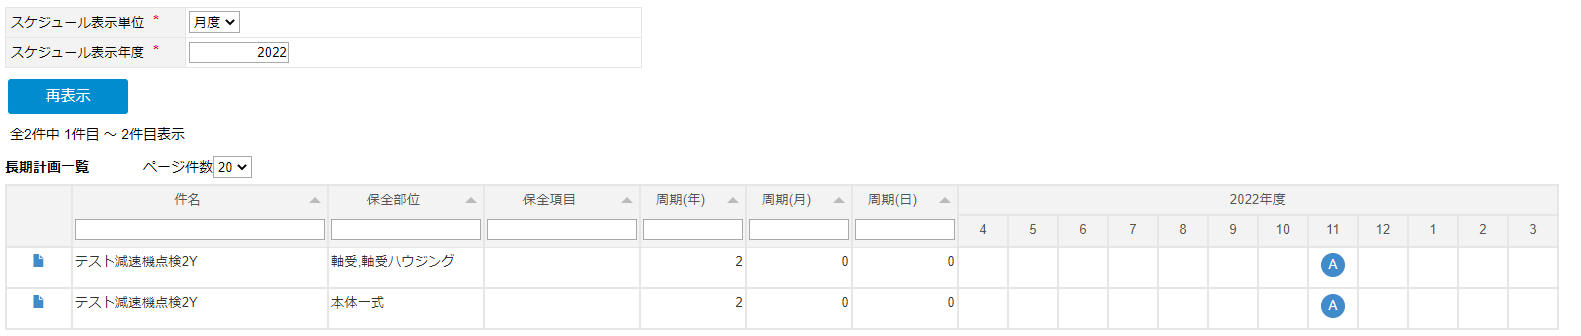 スケジュール表示単位 * 月度
スケジュール表示年度 * 2022
再表示
全2件中 1件目 ～ 2件目表示
長期計画一覧 ページ件数 20
件名 保全部位 保全項目 周期(年) 周期(月) 周期(日) 2022年度
4 5 6 7 8 9 10 11 12 1 2 3
テスト減速機点検2Y 軸受,軸受ハウジング 2 0 0 A
テスト減速機点検2Y 本体一式 2 0 0 A